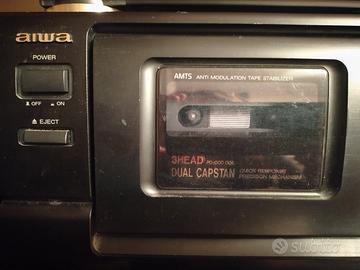 aiwa
POWER
OFF ON
EJECT
AMTS ANTI MODULATION TAPE STABILIZER
3HEAD
DUAL CAPSTAN QUICK RESPONSE
PRECISION MECHANISM
subito